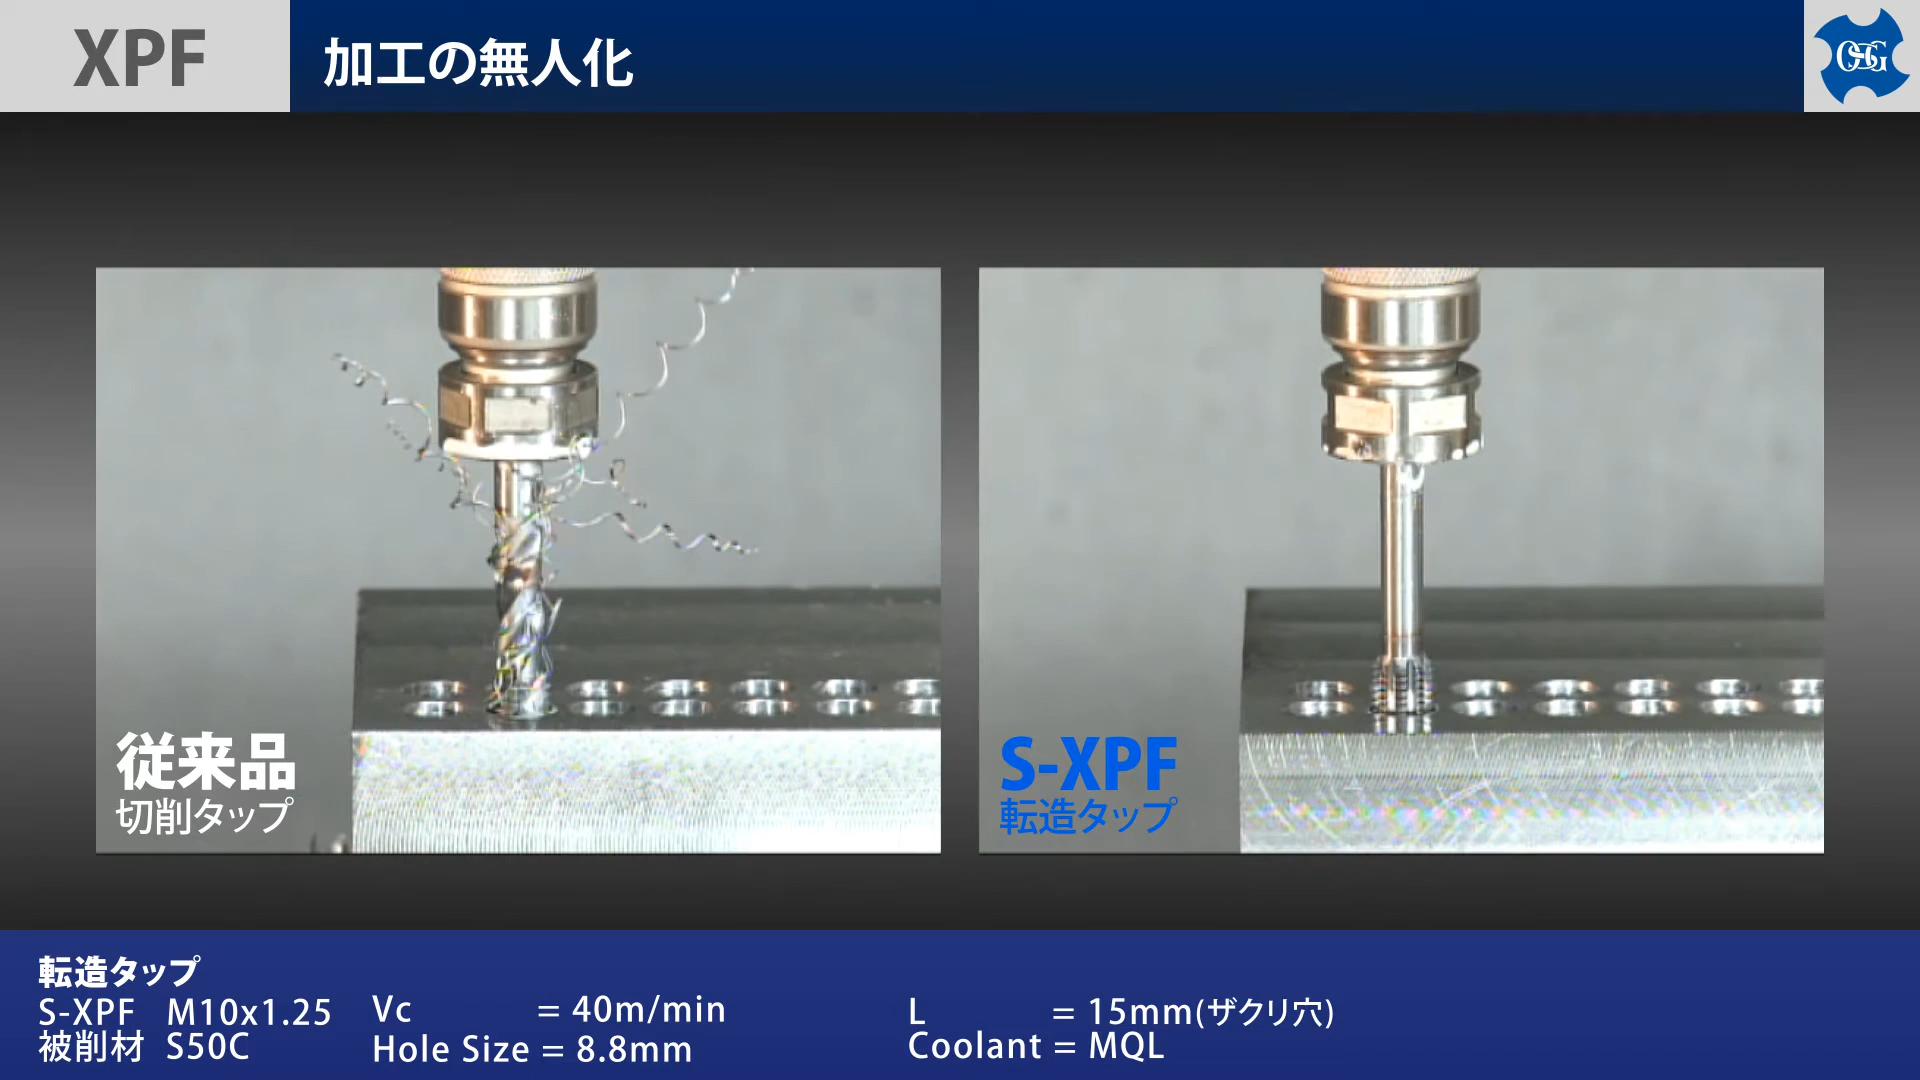 XPF
加工の無人化
OSG
従来品
切削タップ
S-XPF
転造タップ
転造タップ
S-XPF M10x1.25
被削材 S50C
Vc = 40m/min
Hole Size = 8.8mm
L = 15mm(ザクリ穴)
Coolant = MQL